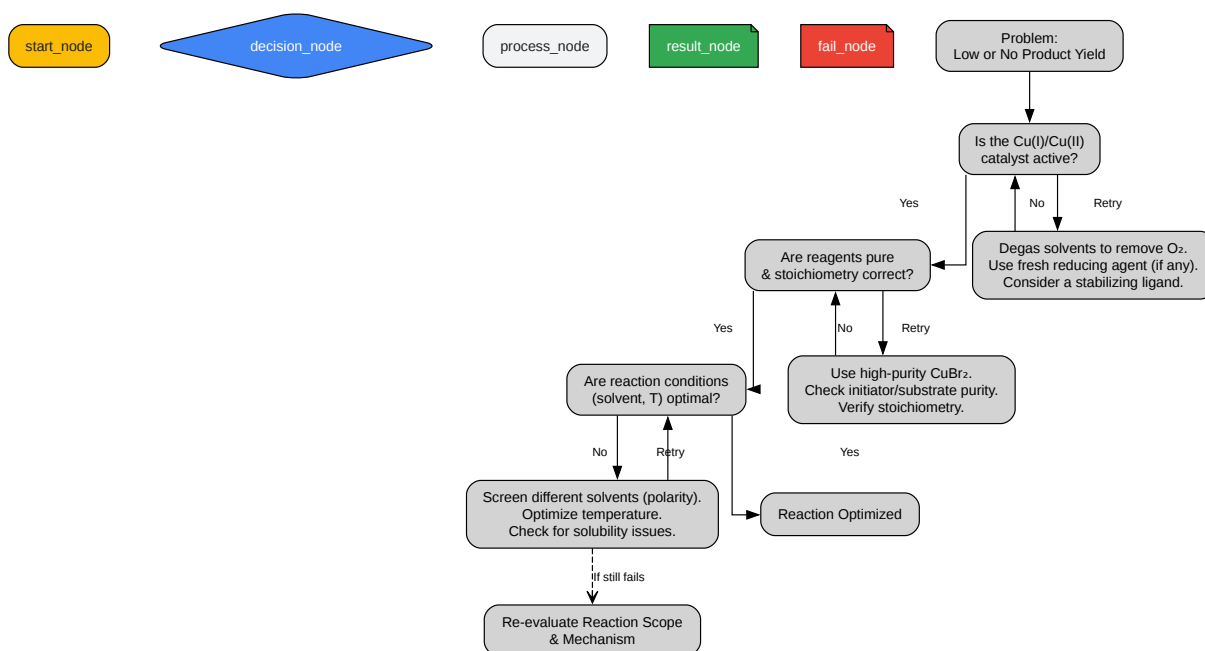 start_node
decision_node
process_node
result_node
fail_node
Problem:
Low or No Product Yield
Is the Cu(I)/Cu(II)
catalyst active?
Yes
No
Retry
Degas solvents to remove O₂.
Use fresh reducing agent (if any).
Consider a stabilizing ligand.
Are reagents pure
& stoichiometry correct?
Yes
No
Retry
Use high-purity CuBr₂.
Check initiator/substrate purity.
Verify stoichiometry.
Are reaction conditions
(solvent, T) optimal?
No
Retry
Yes
Screen different solvents (polarity).
Optimize temperature.
Check for solubility issues.
Reaction Optimized
If still fails
Re-evaluate Reaction Scope
& Mechanism